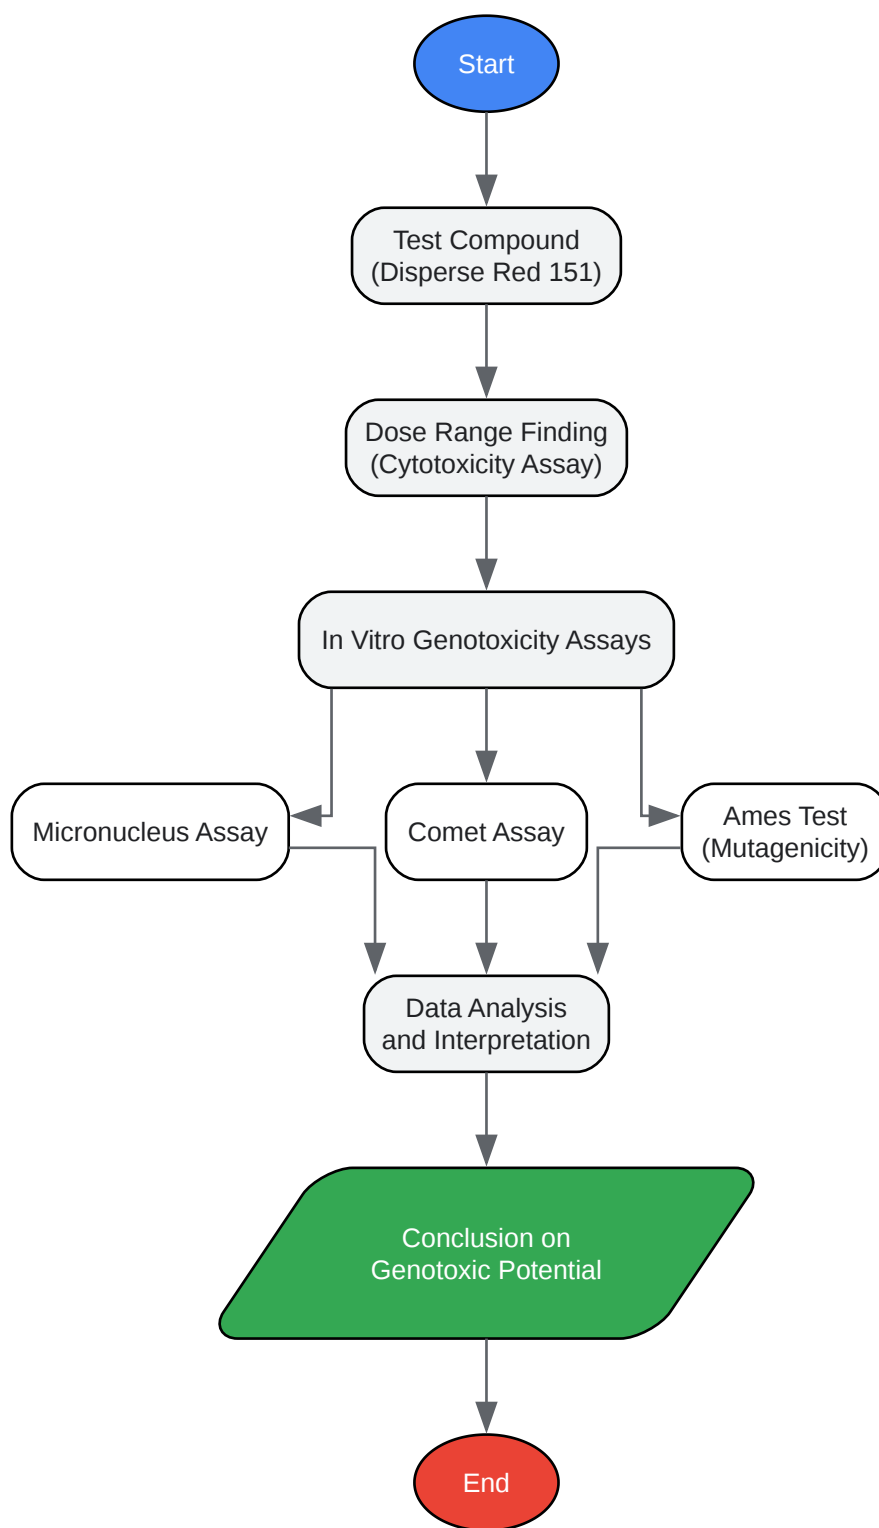 Start
Test Compound
(Disperse Red 151)
Dose Range Finding
(Cytotoxicity Assay)
In Vitro Genotoxicity Assays
Micronucleus Assay
Comet Assay
Ames Test
(Mutagenicity)
Data Analysis
and Interpretation
Conclusion on
Genotoxic Potential
End